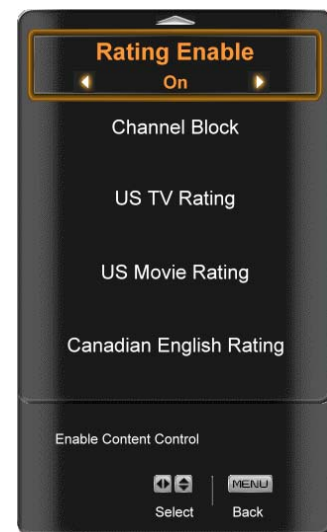 Rating Enable
On
Channel Block
US TV Rating
US Movie Rating
Canadian English Rating
Enable Content Control
MENU
Select Back